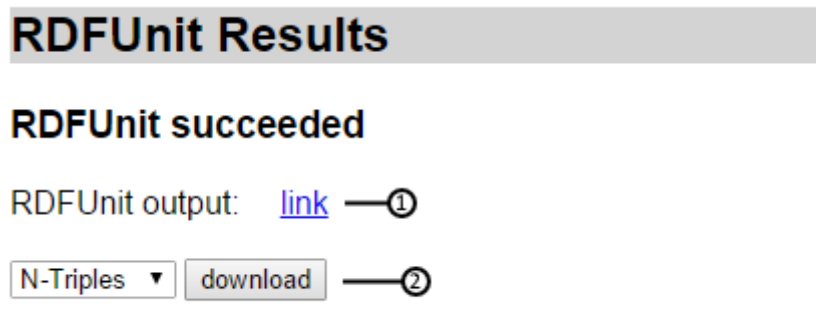 RDFUnit Results
RDFUnit succeeded
RDFUnit output: link 1
N-Triples ▼ download 2